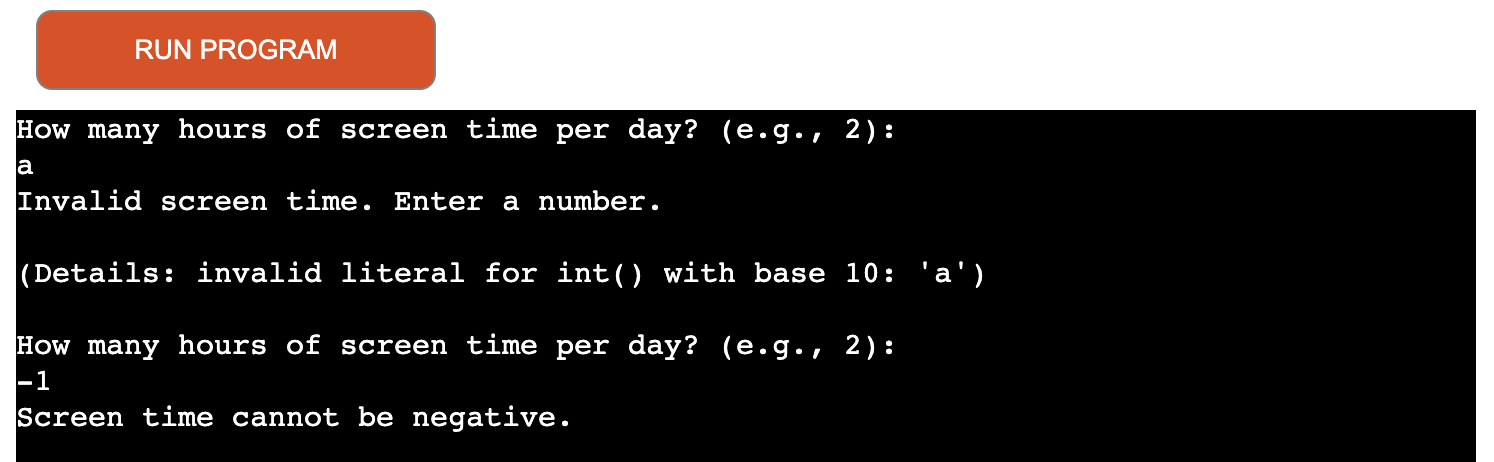 RUN PROGRAM
How many hours of screen time per day? (e.g., 2):
a
Invalid screen time. Enter a number.
(Details: invalid literal for int() with base 10: 'a')
How many hours of screen time per day? (e.g., 2):
-1
Screen time cannot be negative.